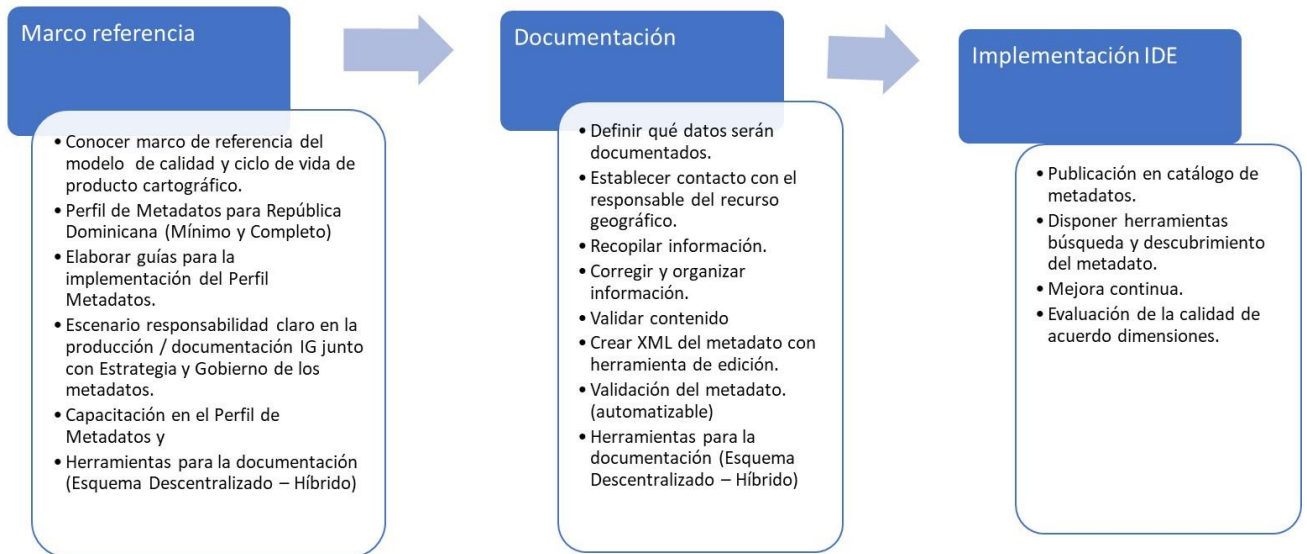 Marco referencia
• Conocer marco de referencia del
modelo de calidad y ciclo de vida de
producto cartográfico.
• Perfil de Metadatos para República
Dominicana (Mínimo y Completo)
• Elaborar guías para la
implementación del Perfil
Metadatos.
• Escenario responsabilidad claro en la
producción / documentación IG junto
con Estrategia y Gobierno de los
metadatos.
• Capacitación en el Perfil de
Metadatos y
• Herramientas para la documentación
(Esquema Descentralizado – Híbrido)
Documentación
• Definir qué datos serán
documentados.
• Establecer contacto con el
responsable del recurso
geográfico.
• Recopilar información.
• Corregir y organizar
información.
• Validar contenido
• Crear XML del metadato con
herramienta de edición.
• Validación del metadato.
(automatizable)
• Herramientas para la
documentación (Esquema
Descentralizado – Híbrido)
Implementación IDE
• Publicación en catálogo de
metadatos.
• Disponer herramientas
búsqueda y descubrimiento
del metadato.
• Mejora continua.
• Evaluación de la calidad de
acuerdo dimensiones.